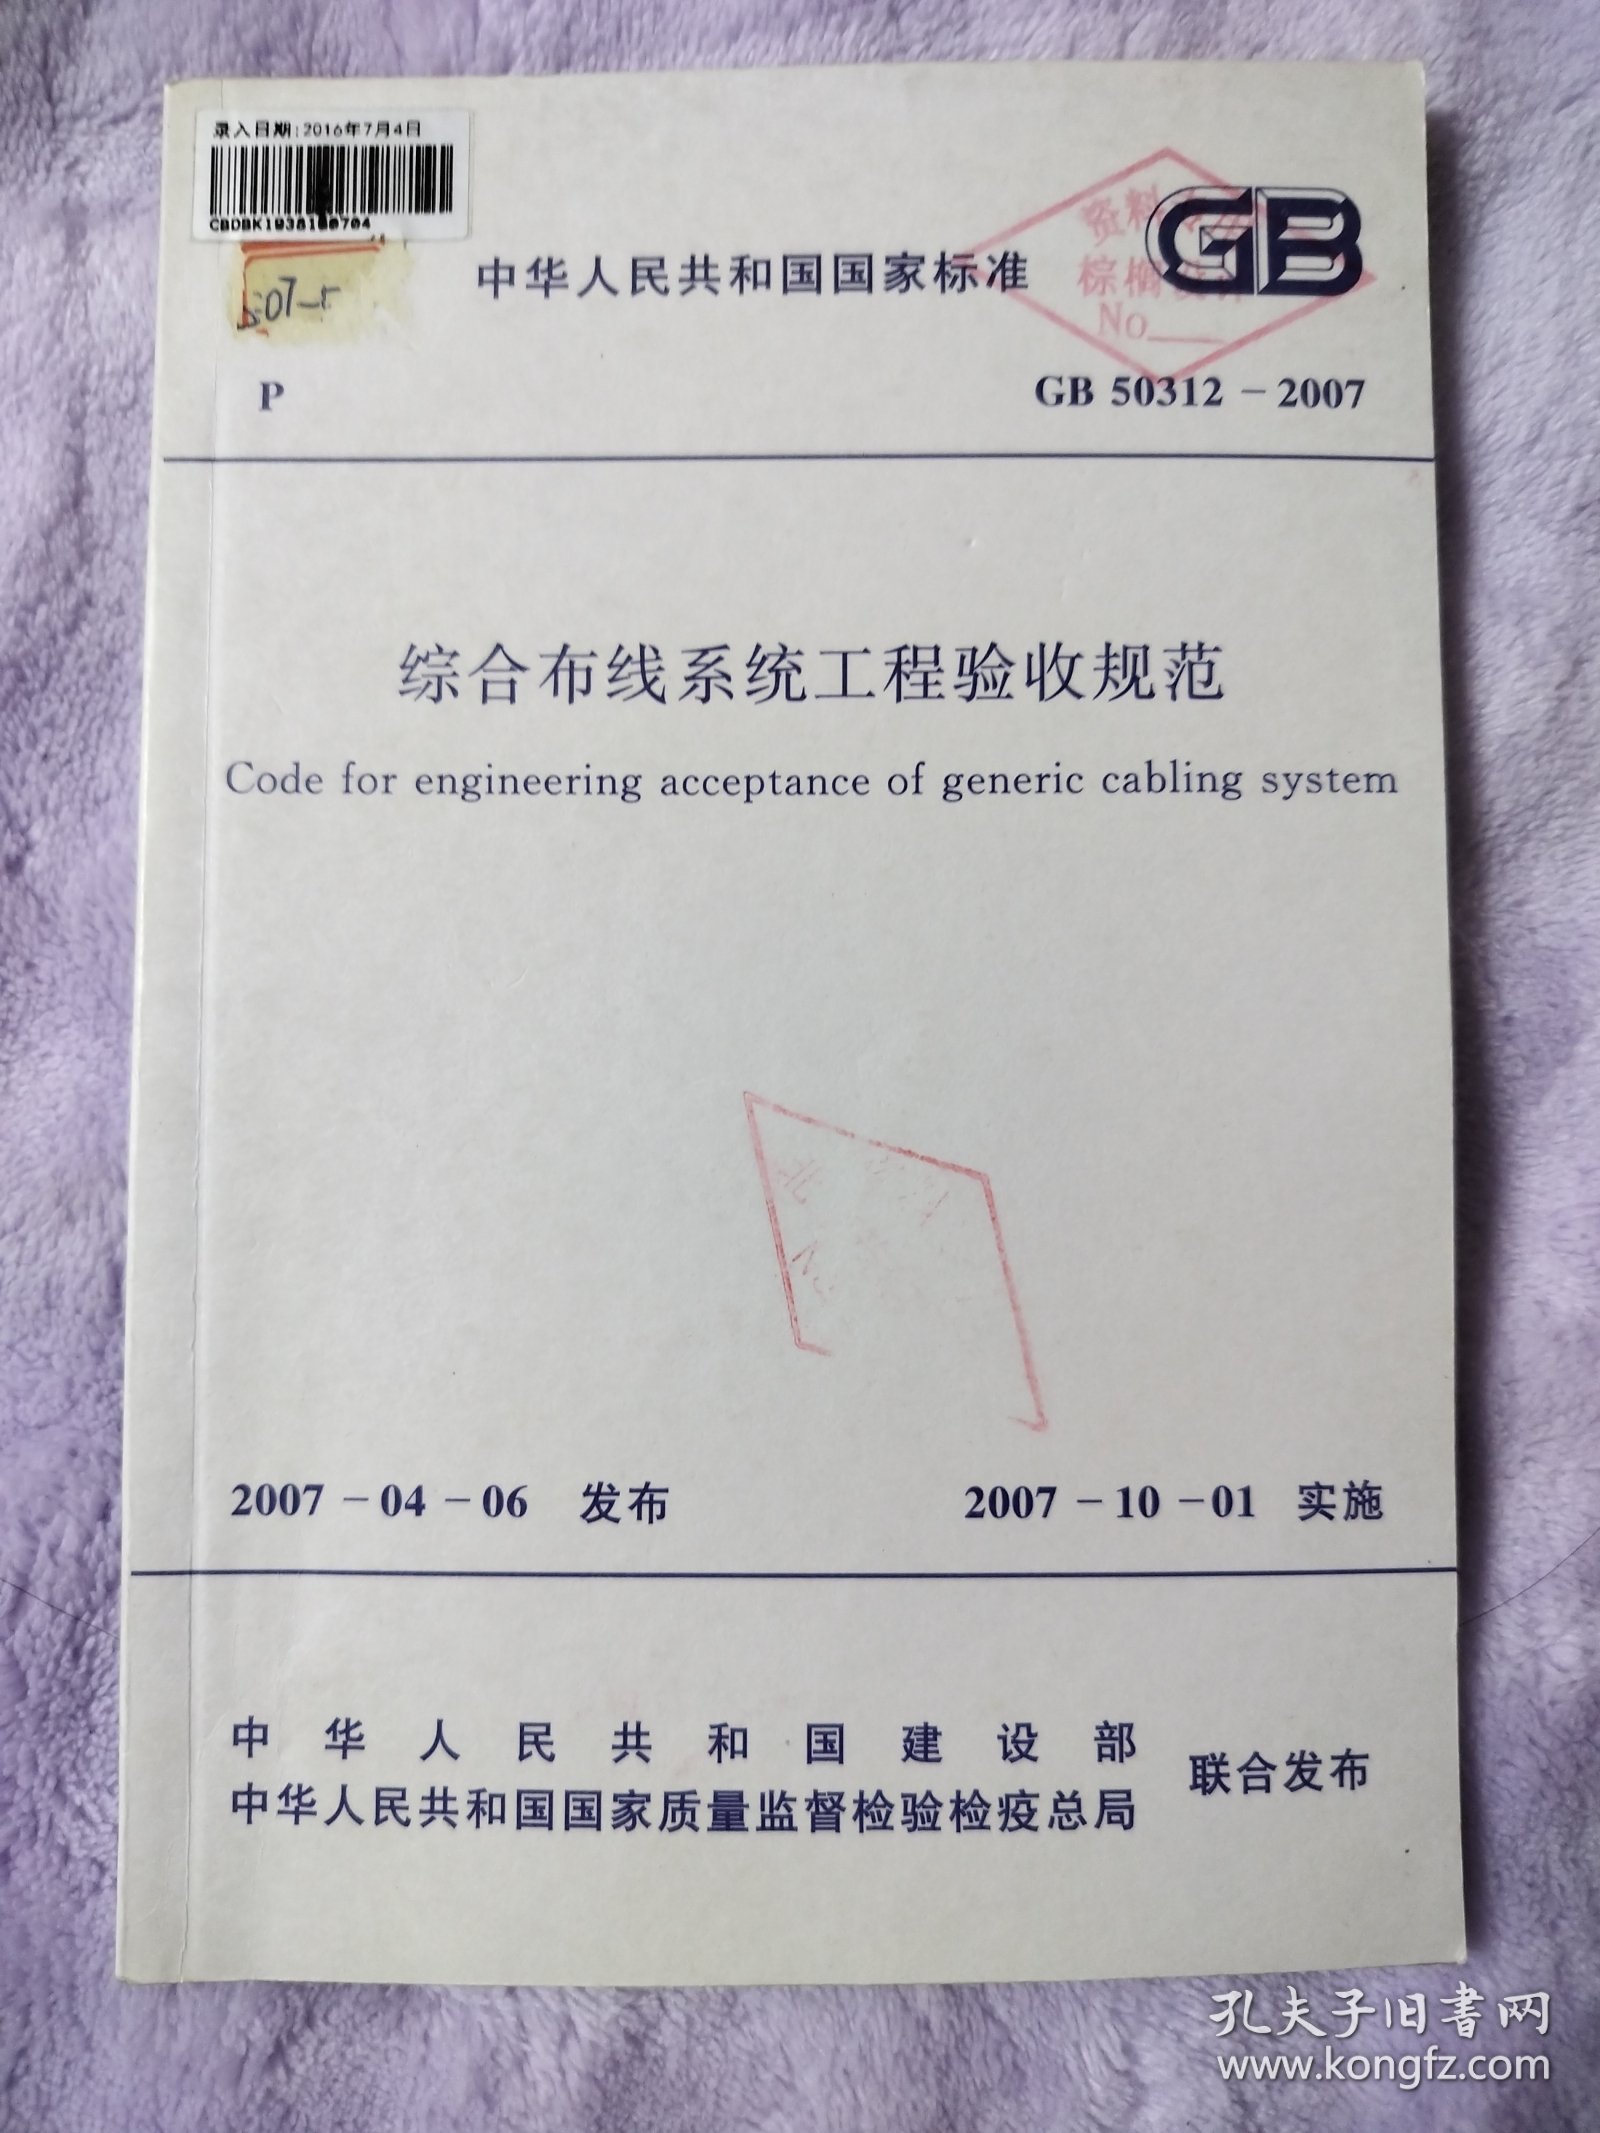 录入日期:2016年7月4日
中华人民共和国国家标准
GB
P
GB 50312-2007
综合布线系统工程验收规范
Code for engineering acceptance of generic cabling system
2007-04-06 发布
2007-10-01 实施
中华人民共和国建设部
中华人民共和国国家质量监督检验检疫总局
联合发布
孔夫子旧书网
www.kongfz.com
资料
棕榈
No